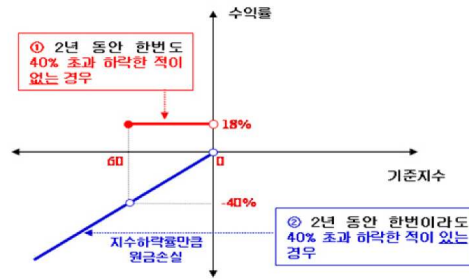 수익률
① 2년 동안 한번도
40% 초과 하락한 적이
없는 경우
18%
60
0
기준지수
-40%
② 2년 동안 한번이라도
40% 초과 하락한 적이 있는
경우
지수하락률만큼
원금손실